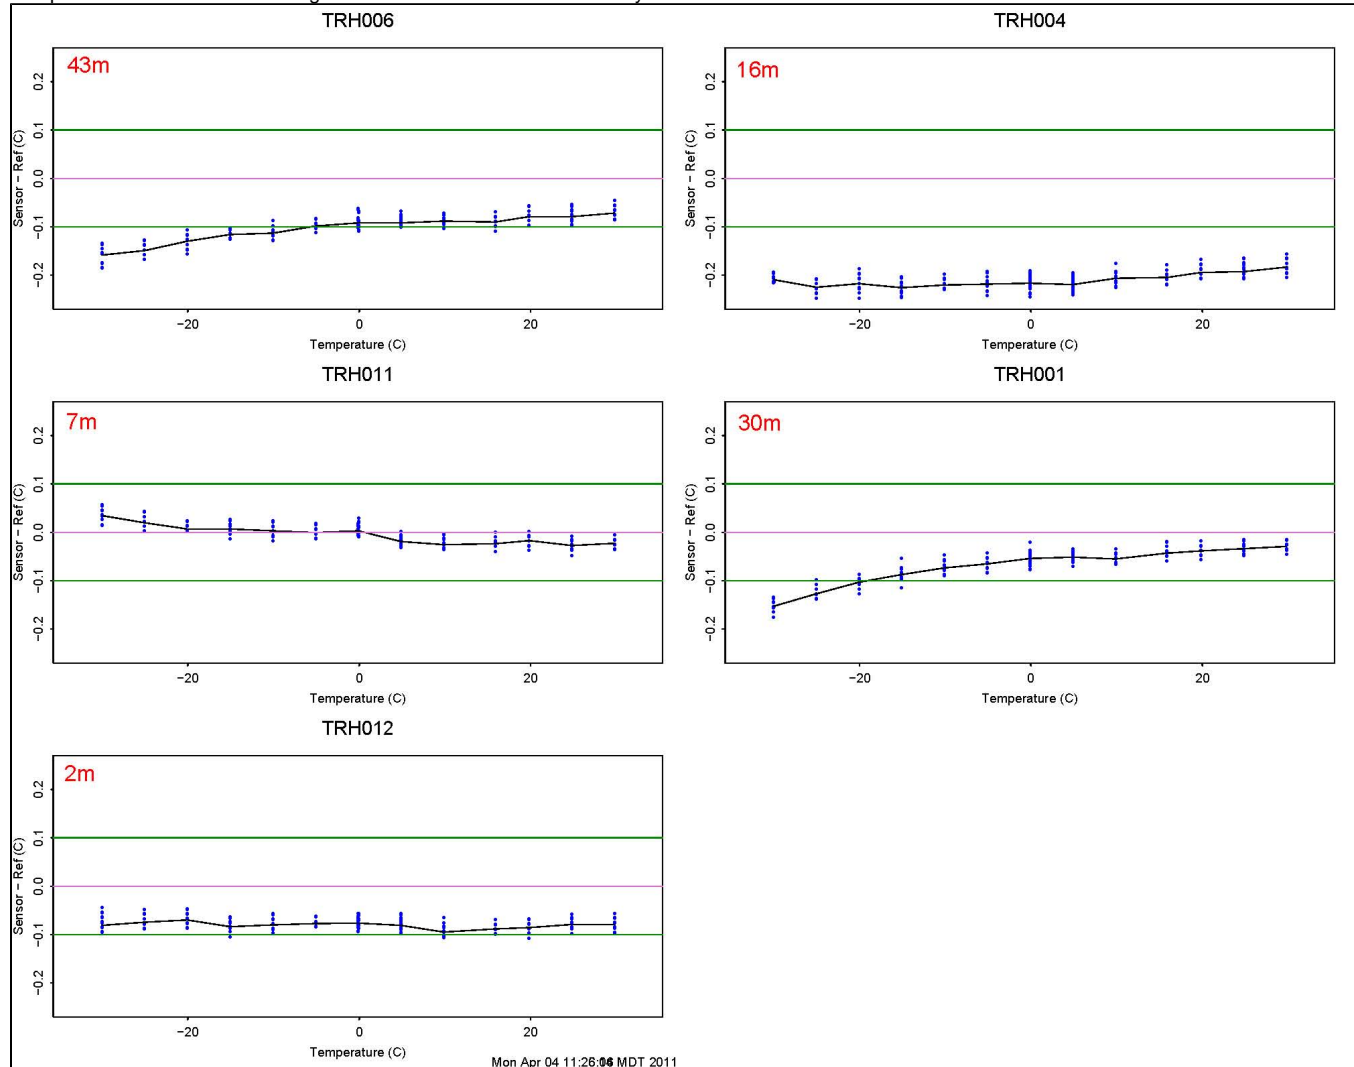 TRH006
TRH004
43m
16m
0.2
0.1
0.0
−0.1
−0.2
Sensor − Ref (C)
−20
0
20
Temperature (C)
0.2
0.1
0.0
−0.1
−0.2
Sensor − Ref (C)
−20
0
20
Temperature (C)
TRH011
TRH001
7m
30m
0.2
0.1
0.0
−0.1
−0.2
Sensor − Ref (C)
−20
0
20
Temperature (C)
0.2
0.1
0.0
−0.1
−0.2
Sensor − Ref (C)
−20
0
20
Temperature (C)
TRH012
2m
0.2
0.1
0.0
−0.1
−0.2
Sensor − Ref (C)
−20
0
20
Temperature (C)
Mon Apr 04 MDT 2011